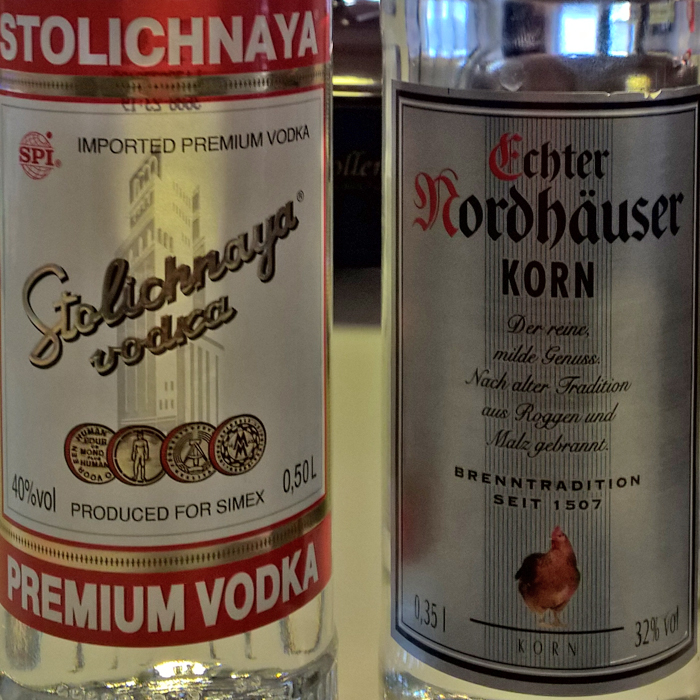 STOLICHNAYA
SPI
IMPORTED PREMIUM VODKA
Stolichnaya®
vodka
40%vol
0,50 L
PRODUCED FOR SIMEX
PREMIUM VODKA
Echter
Nordhäuser
KORN
Der reine,
milde Genuss.
Nach alter Tradition
aus Roggen und
Malz gebrannt.
BRENNTRADITION
SEIT 1507
0,35 l
32% vol
KORN